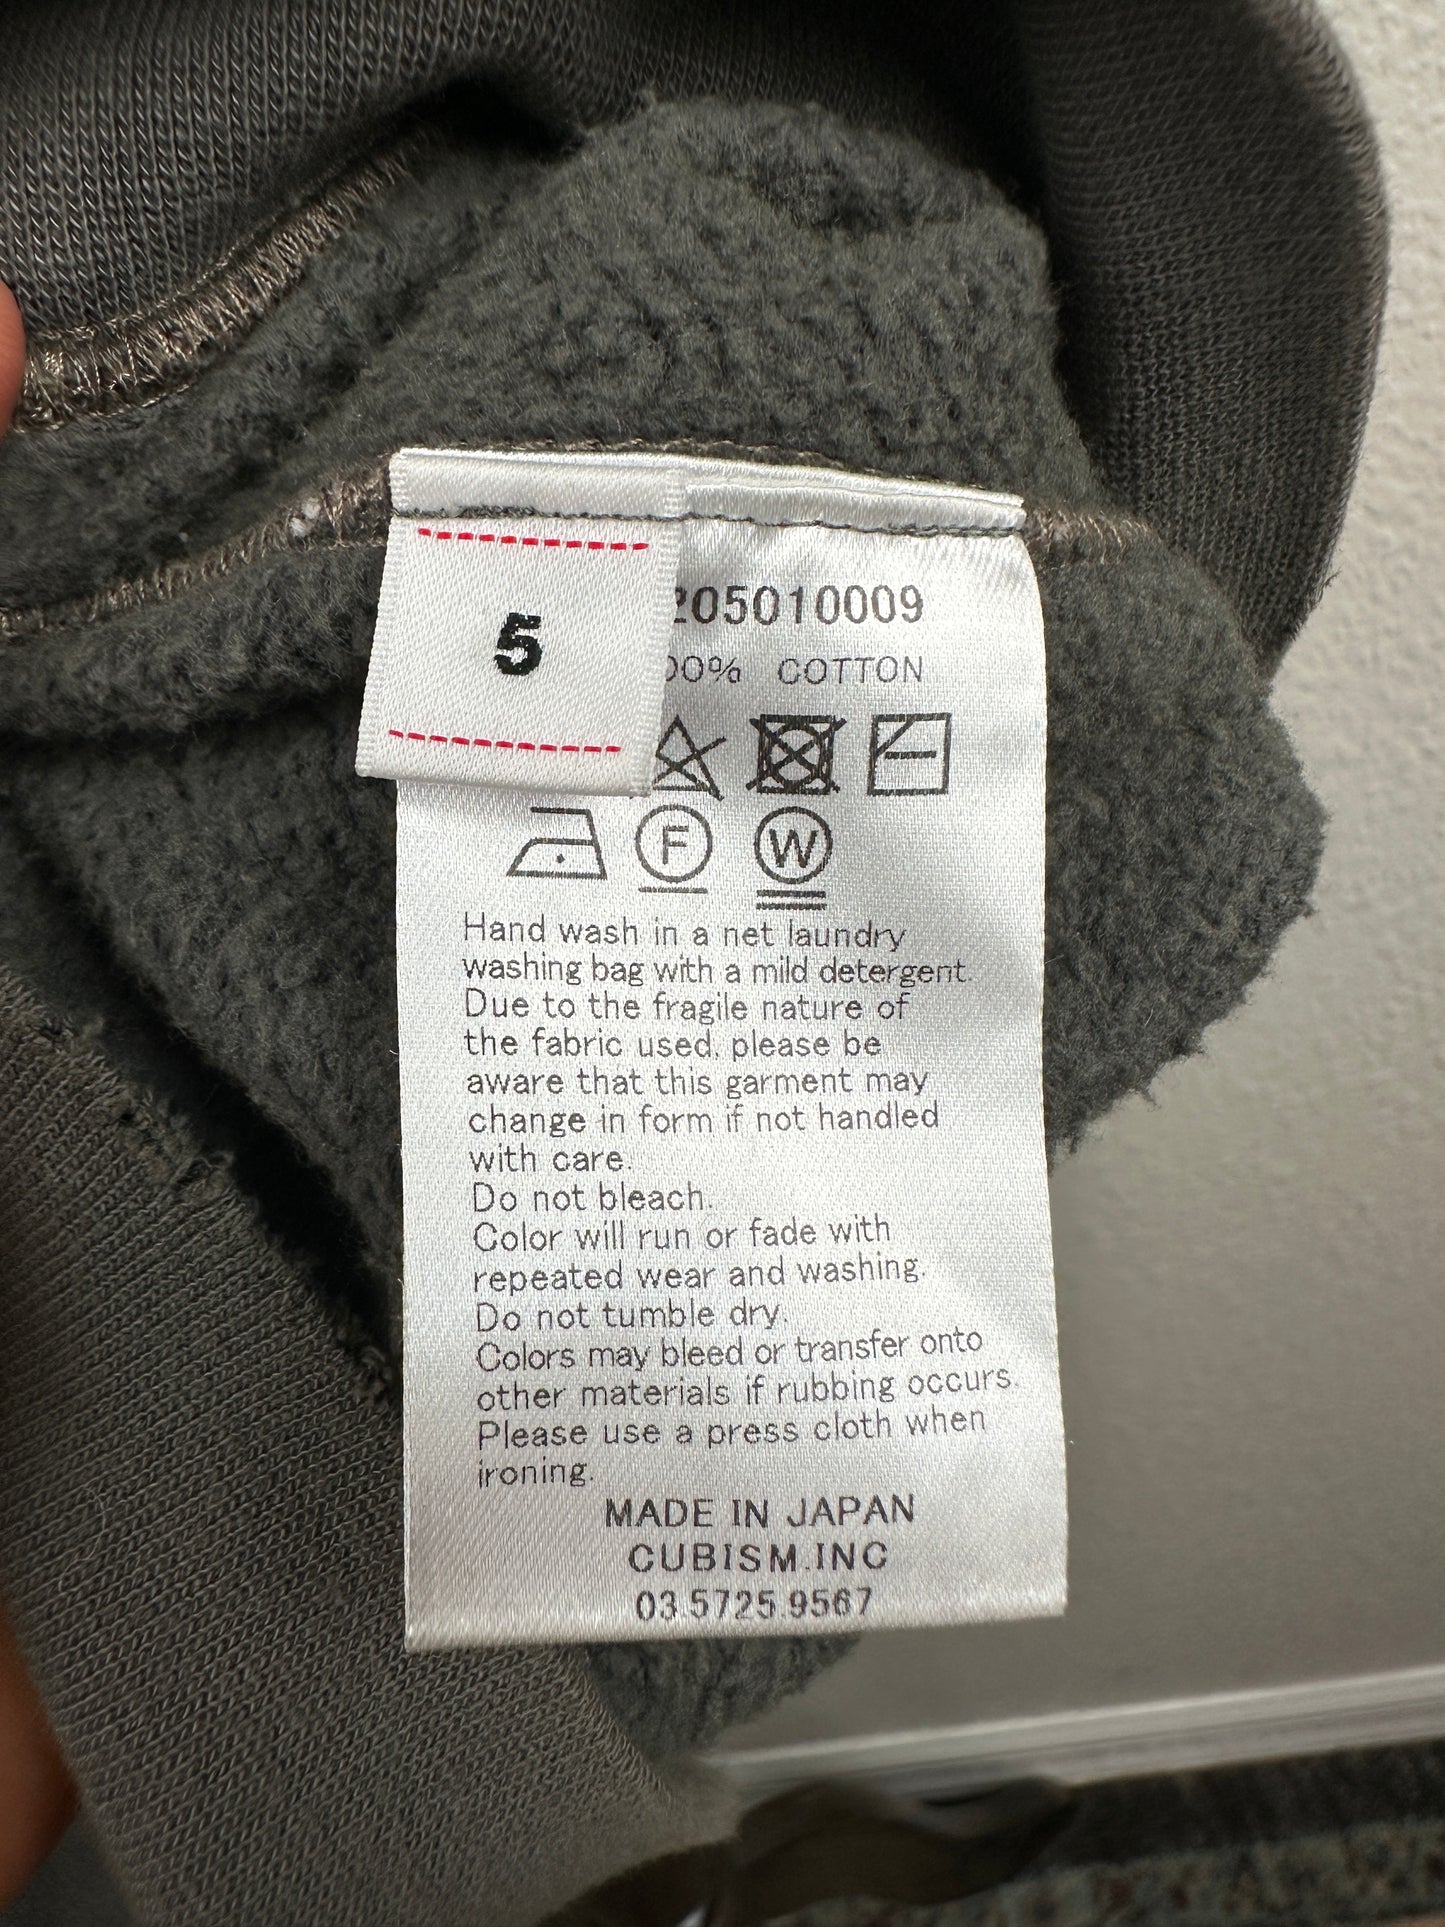 5
205010009
00% COTTON
F W
Hand wash in a net laundry
washing bag with a mild detergent.
Due to the fragile nature of
the fabric used, please be
aware that this garment may
change in form if not handled
with care.
Do not bleach.
Color will run or fade with
repeated wear and washing.
Do not tumble dry.
Colors may bleed or transfer onto
other materials if rubbing occurs.
Please use a press cloth when
ironing.
MADE IN JAPAN
CUBISM.INC
03.5725.9567